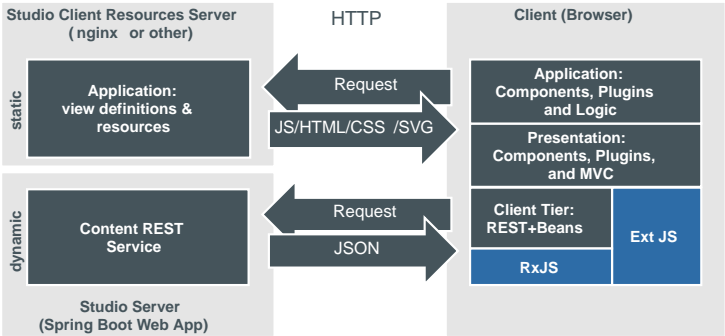 Studio Client Resources Server
(nginx or other)
HTTP
Client (Browser)
static
Application:
view definitions &
resources
Request
JS/HTML/CSS /SVG
Application:
Components, Plugins
and Logic
Presentation:
Components, Plugins,
and MVC
dynamic
Content REST
Service
Request
JSON
Client Tier:
REST+Beans
Ext JS
RxJS
Studio Server
(Spring Boot Web App)